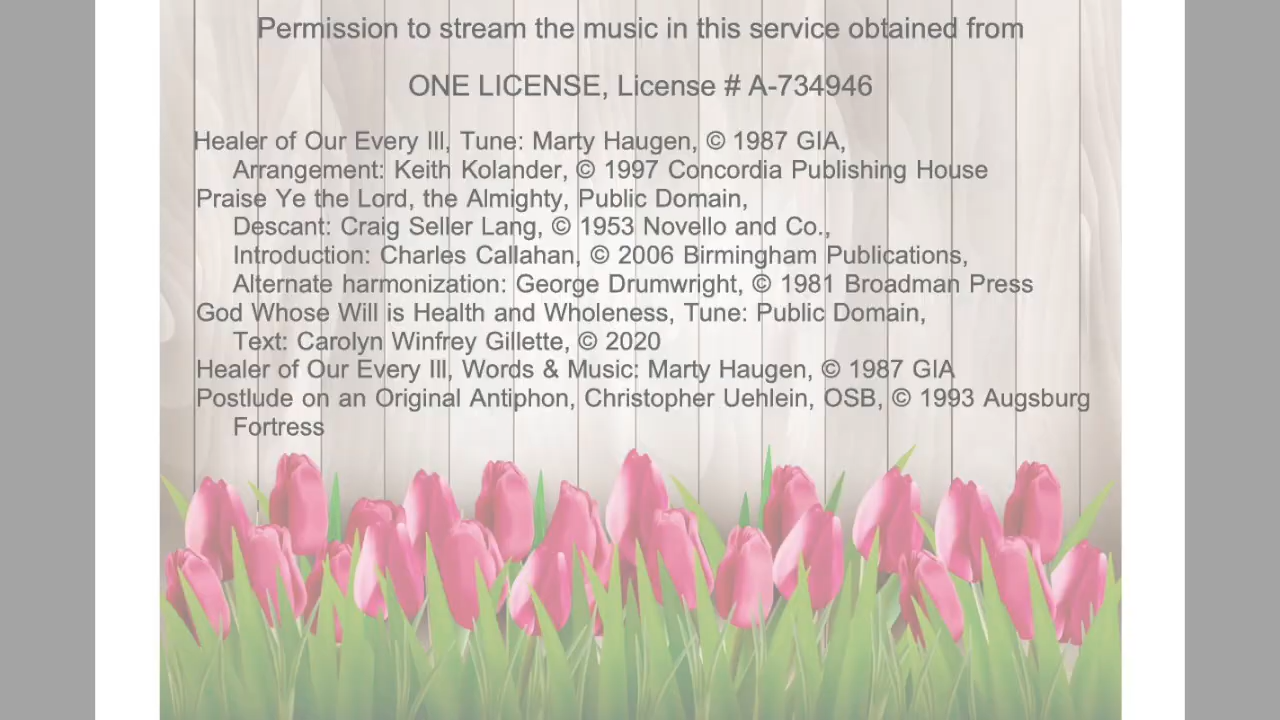 Permission to stream the music in this service obtained from
ONE LICENSE, License # A-734946
Healer of Our Every Ill, Tune: Marty Haugen, © 1987 GIA,
Arrangement: Keith Kolander, © 1997 Concordia Publishing House
Praise Ye the Lord, the Almighty, Public Domain,
Descant: Craig Seller Lang, © 1953 Novello and Co.,
Introduction: Charles Callahan, © 2006 Birmingham Publications,
Alternate harmonization: George Drumwright, © 1981 Broadman Press
God Whose Will is Health and Wholeness, Tune: Public Domain,
Text: Carolyn Winfrey Gillette, © 2020
Healer of Our Every Ill, Words & Music: Marty Haugen, © 1987 GIA
Postlude on an Original Antiphon, Christopher Uehlein, OSB, © 1993 Augsburg
Fortress